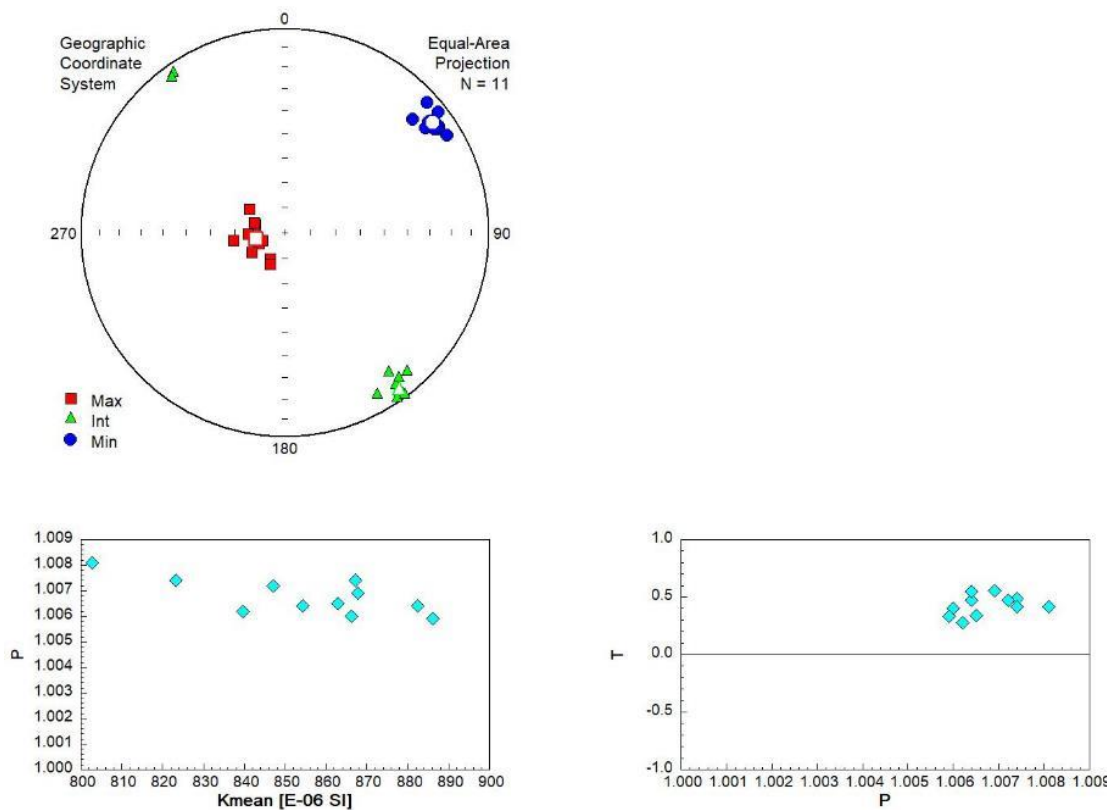 0
Geographic
Coordinate
System
Equal-Area
Projection
N = 11
270
90
Max
Int
Min
180
1.009
1.008
1.007
1.006
1.005
1.004
1.003
1.002
1.001
1.000
P
800 810 820 830 840 850 860 870 880 890 900
Kmean [E-06 SI]
1.0
0.5
0.0
-0.5
-1.0
T
1.000 1.001 1.002 1.003 1.004 1.005 1.006 1.007 1.008 1.009
P